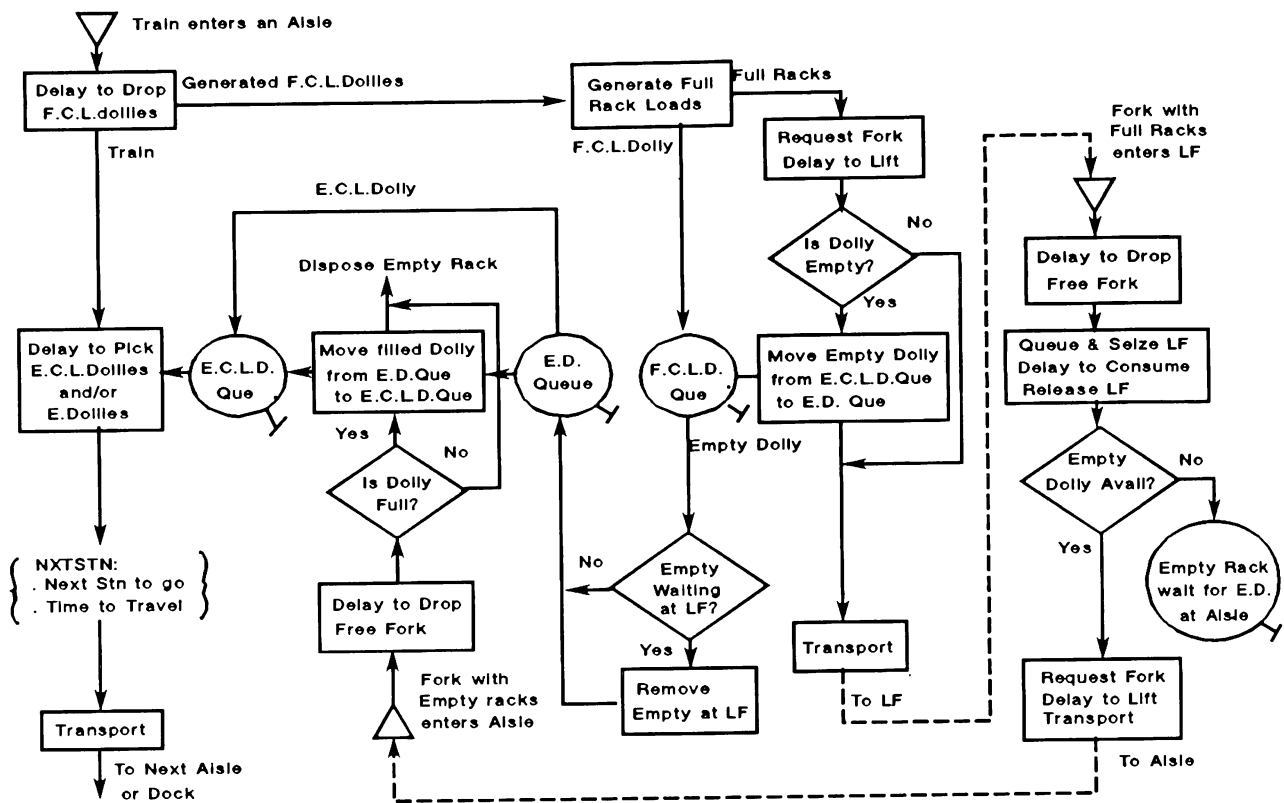 Train enters an Aisle
Delay to Drop
F.C.L.dollies
Generated F.C.L.Dollies
Train
Generate Full
Rack Loads
Full Racks
F.C.L.Dolly
Request Fork
Delay to Lift
Fork with
Full Racks
enters LF
E.C.L.Dolly
Is Dolly
Empty?
No
Yes
Delay to Drop
Free Fork
Dispose Empty Rack
Delay to Pick
E.C.L.Dollies
and/or
E.Dollies
E.C.L.D.
Que
Move filled Dolly
from E.D.Que
to E.C.L.D.Que
E.D.
Queue
F.C.L.D.
Que
Move Empty Dolly
from E.C.L.D.Que
to E.D. Que
Queue & Seize LF
Delay to Consume
Release LF
Yes
No
Is Dolly
Full?
Empty Dolly
Empty
Dolly Avail?
No
Yes
NXTSTN:
. Next Stn to go
. Time to Travel
Delay to Drop
Free Fork
No
Empty
Waiting
at LF?
Yes
Empty Rack
wait for E.D.
at Aisle
Transport
To LF
Remove
Empty at LF
Request Fork
Delay to Lift
Transport
Fork with
Empty racks
enters Aisle
Transport
To Next Aisle
or Dock
To Aisle